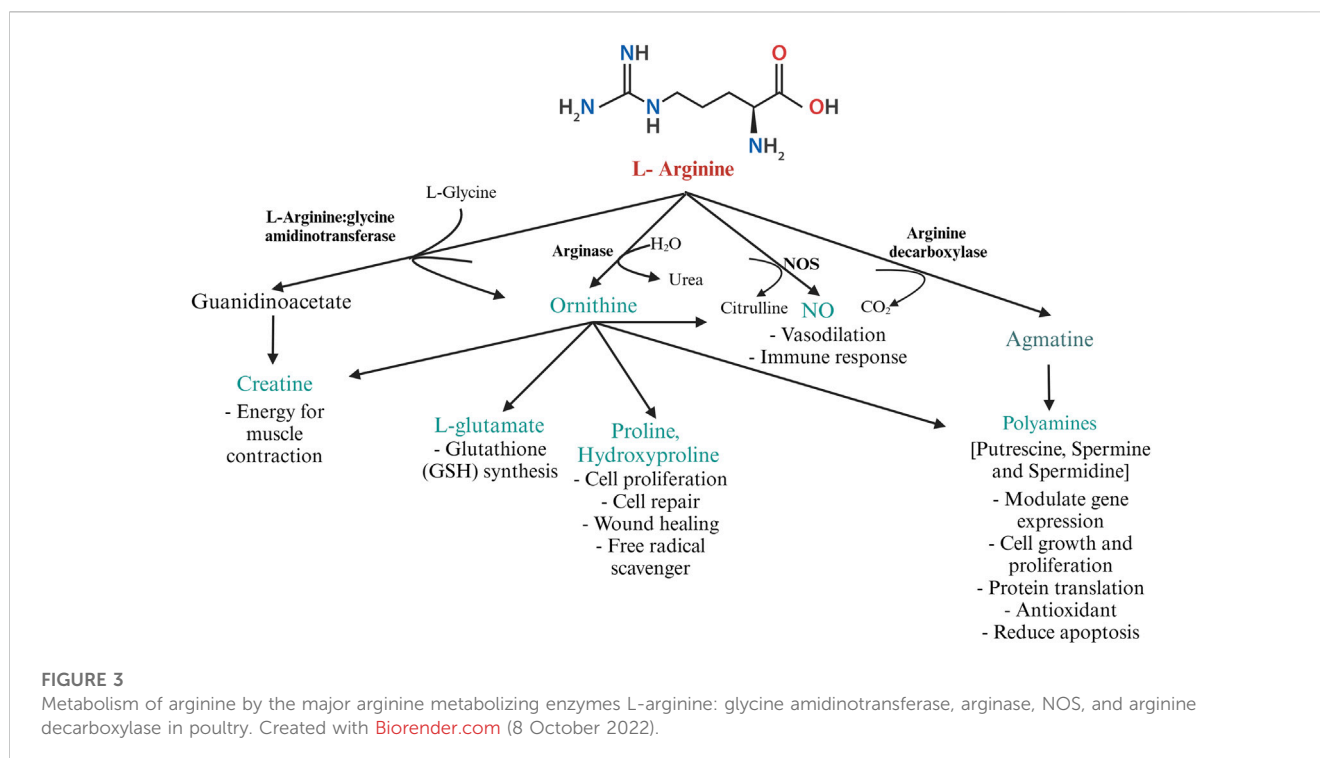 NH
O
H₂N
N
H
OH
NH₂
L- Arginine
L-Glycine
L-Arginine:glycine
amidinotransferase
Arginase
H₂O
Urea
NOS
Citrulline
Arginine
decarboxylase
CO₂
Guanidinoacetate
Ornithine
NO
- Vasodilation
- Immune response
Agmatine
Creatine
- Energy for
muscle
contraction
L-glutamate
- Glutathione
(GSH) synthesis
Proline,
Hydroxyproline
- Cell proliferation
- Cell repair
- Wound healing
- Free radical
scavenger
Polyamines
[Putrescine, Spermine
and Spermidine]
- Modulate gene
expression
- Cell growth and
proliferation
- Protein translation
- Antioxidant
- Reduce apoptosis
FIGURE 3
Metabolism of arginine by the major arginine metabolizing enzymes L-arginine: glycine amidinotransferase, arginase, NOS, and arginine
decarboxylase in poultry. Created with Biorender.com (8 October 2022).